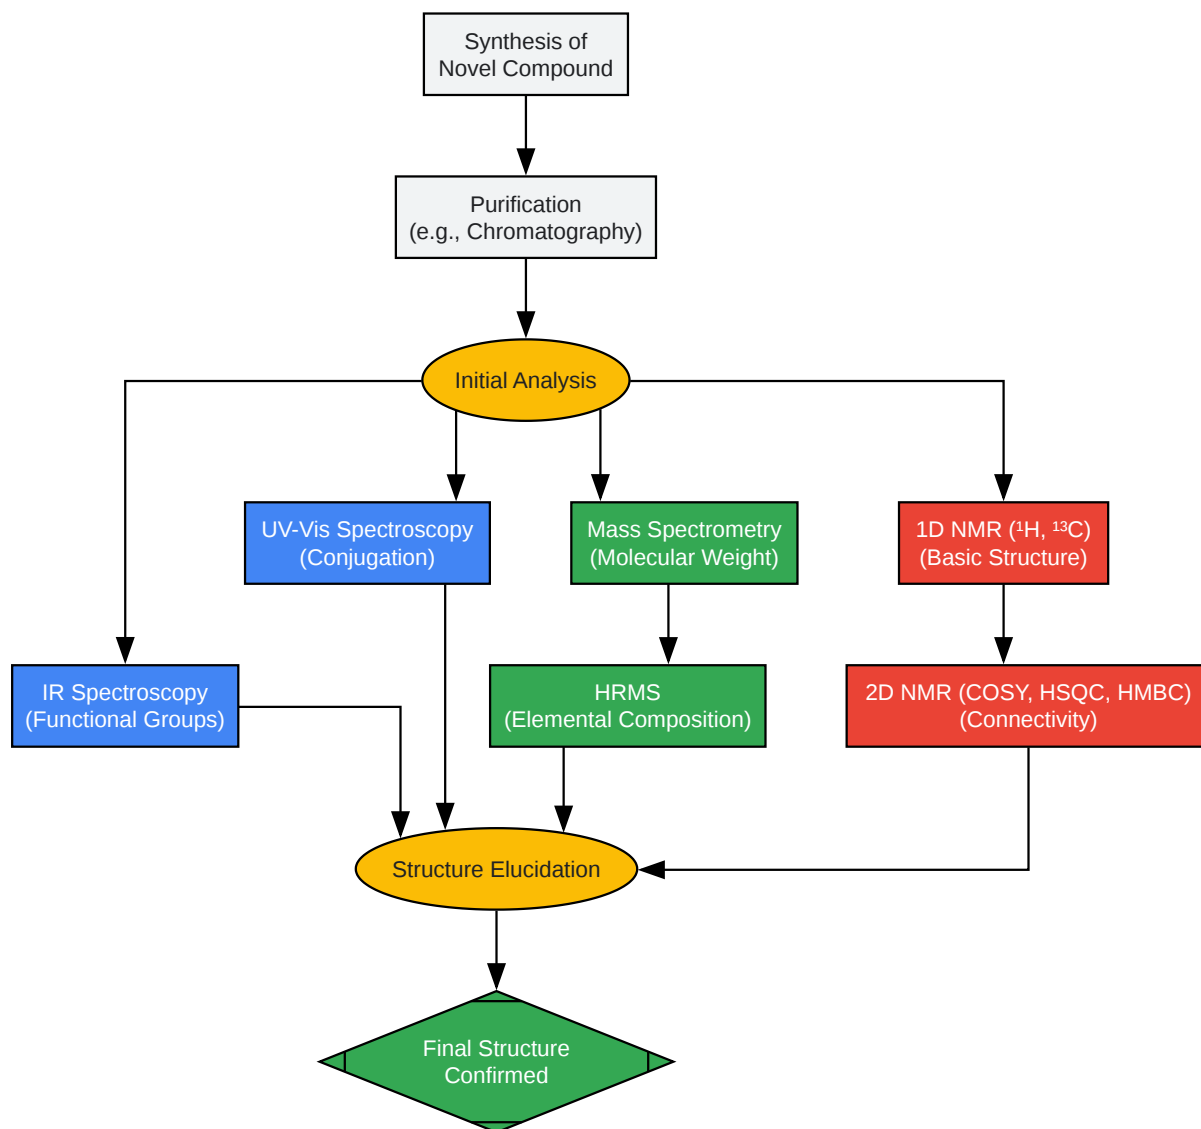 Synthesis of
Novel Compound
Purification
(e.g., Chromatography)
Initial Analysis
UV-Vis Spectroscopy
(Conjugation)
Mass Spectrometry
(Molecular Weight)
1D NMR (¹H, ¹³C)
(Basic Structure)
IR Spectroscopy
(Functional Groups)
HRMS
(Elemental Composition)
2D NMR (COSY, HSQC, HMBC)
(Connectivity)
Structure Elucidation
Final Structure
Confirmed